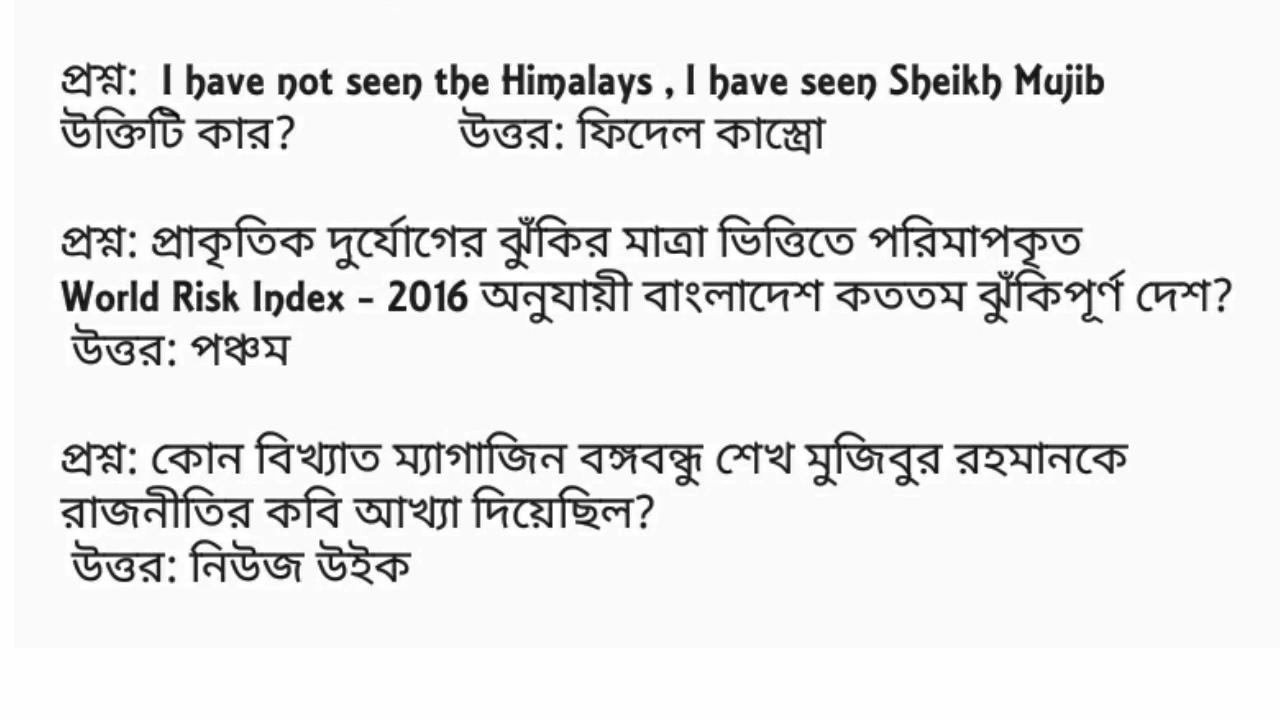 প্রশ্ন: I have not seen the Himalays , I have seen Sheikh Mujib
উক্তিটি কার? উত্তর: ফিদেল কাস্ত্রো
প্রশ্ন: প্রাকৃতিক দুর্যোগের ঝুঁকির মাত্রা ভিত্তিতে পরিমাপকৃত
World Risk Index - 2016 অনুযায়ী বাংলাদেশ কততম ঝুঁকিপূর্ণ দেশ?
উত্তর: পঞ্চম
প্রশ্ন: কোন বিখ্যাত ম্যাগাজিন বঙ্গবন্ধু শেখ মুজিবুর রহমানকে
রাজনীতির কবি আখ্যা দিয়েছিল?
উত্তর: নিউজ উইক